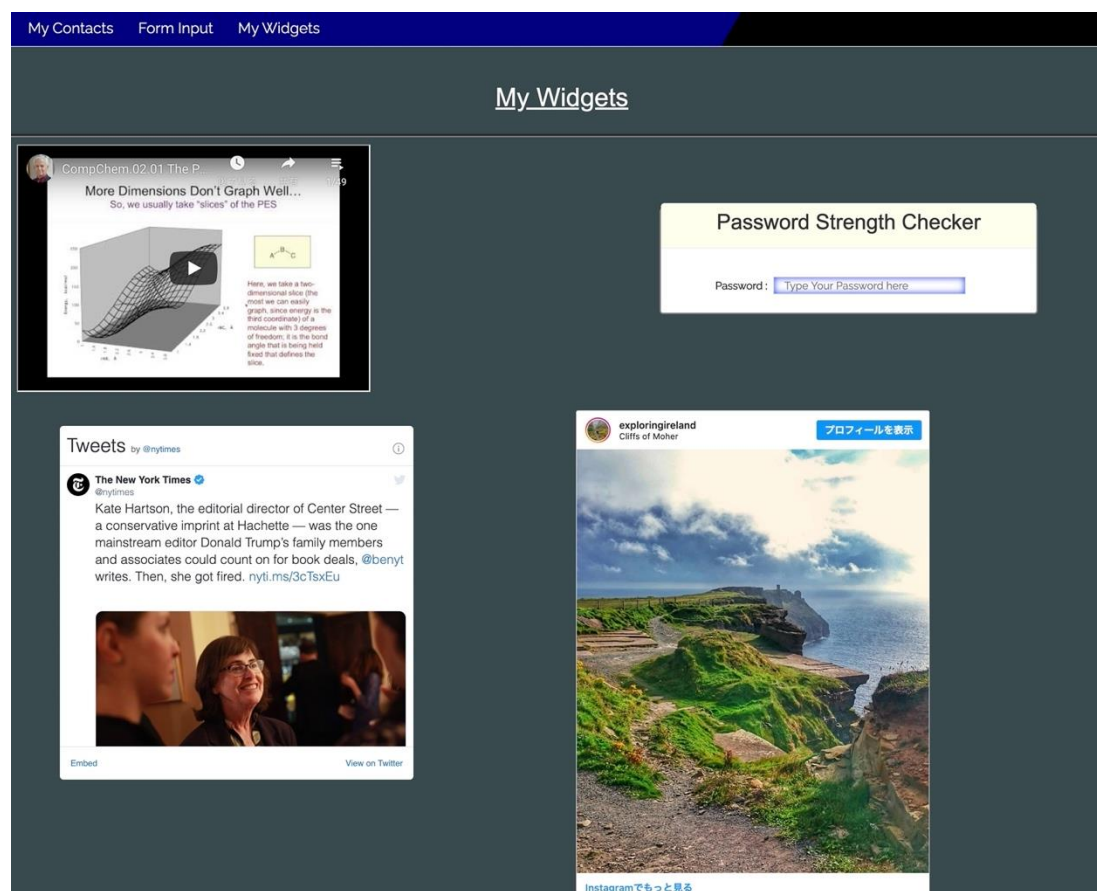 My Contacts Form Input My Widgets
My Widgets
CompChem.02.01 The P...
1:49
More Dimensions Don't Graph Well...
So, we usually take "slices" of the PES
A B C
Here, we take a two-
dimensional slice (the
most we can easily
graph, since energy is the
third coordinate) of a
molecule with 3 degrees
of freedom; it is the bond
angle that is being held
fixed that defines the
slice.
Password Strength Checker
Password : Type Your Password here
Tweets by @nytimes
The New York Times
@nytimes
Kate Hartson, the editorial director of Center Street —
a conservative imprint at Hachette — was the one
mainstream editor Donald Trump's family members
and associates could count on for book deals, @benyt
writes. Then, she got fired. nyti.ms/3cTsxEu
Embed View on Twitter
exploringireland
Cliffs of Moher
プロフィールを表示
Instagramでもっと見る